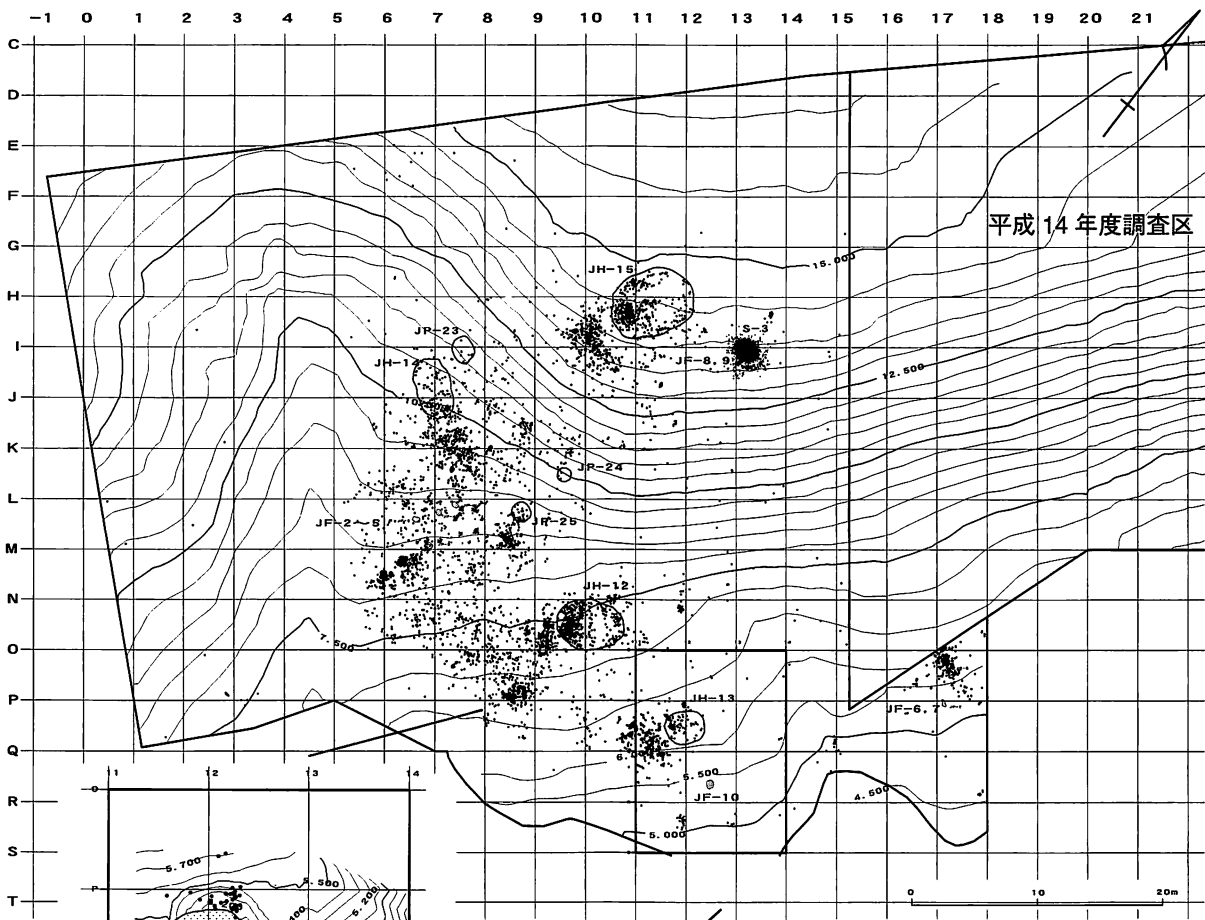 -1 0 1 2 3 4 5 6 7 8 9 10 11 12 13 14 15 16 17 18 19 20 21
C
D
E
F
平成 14 年度調査区
G
15.000
JH-15
H
JP-23
S-3
I
JH-14
JF-8,9
12.500
J
K
JP-24
L
JF-2～5
JP-25
M
JH-12
N
7.500
O
JH-13
P
JF-6,7
Q
11 12 13 14
5.500
R
JF-10
4.500
5.000
S
5.700
5.500
P
5.200
T
0 10 20m